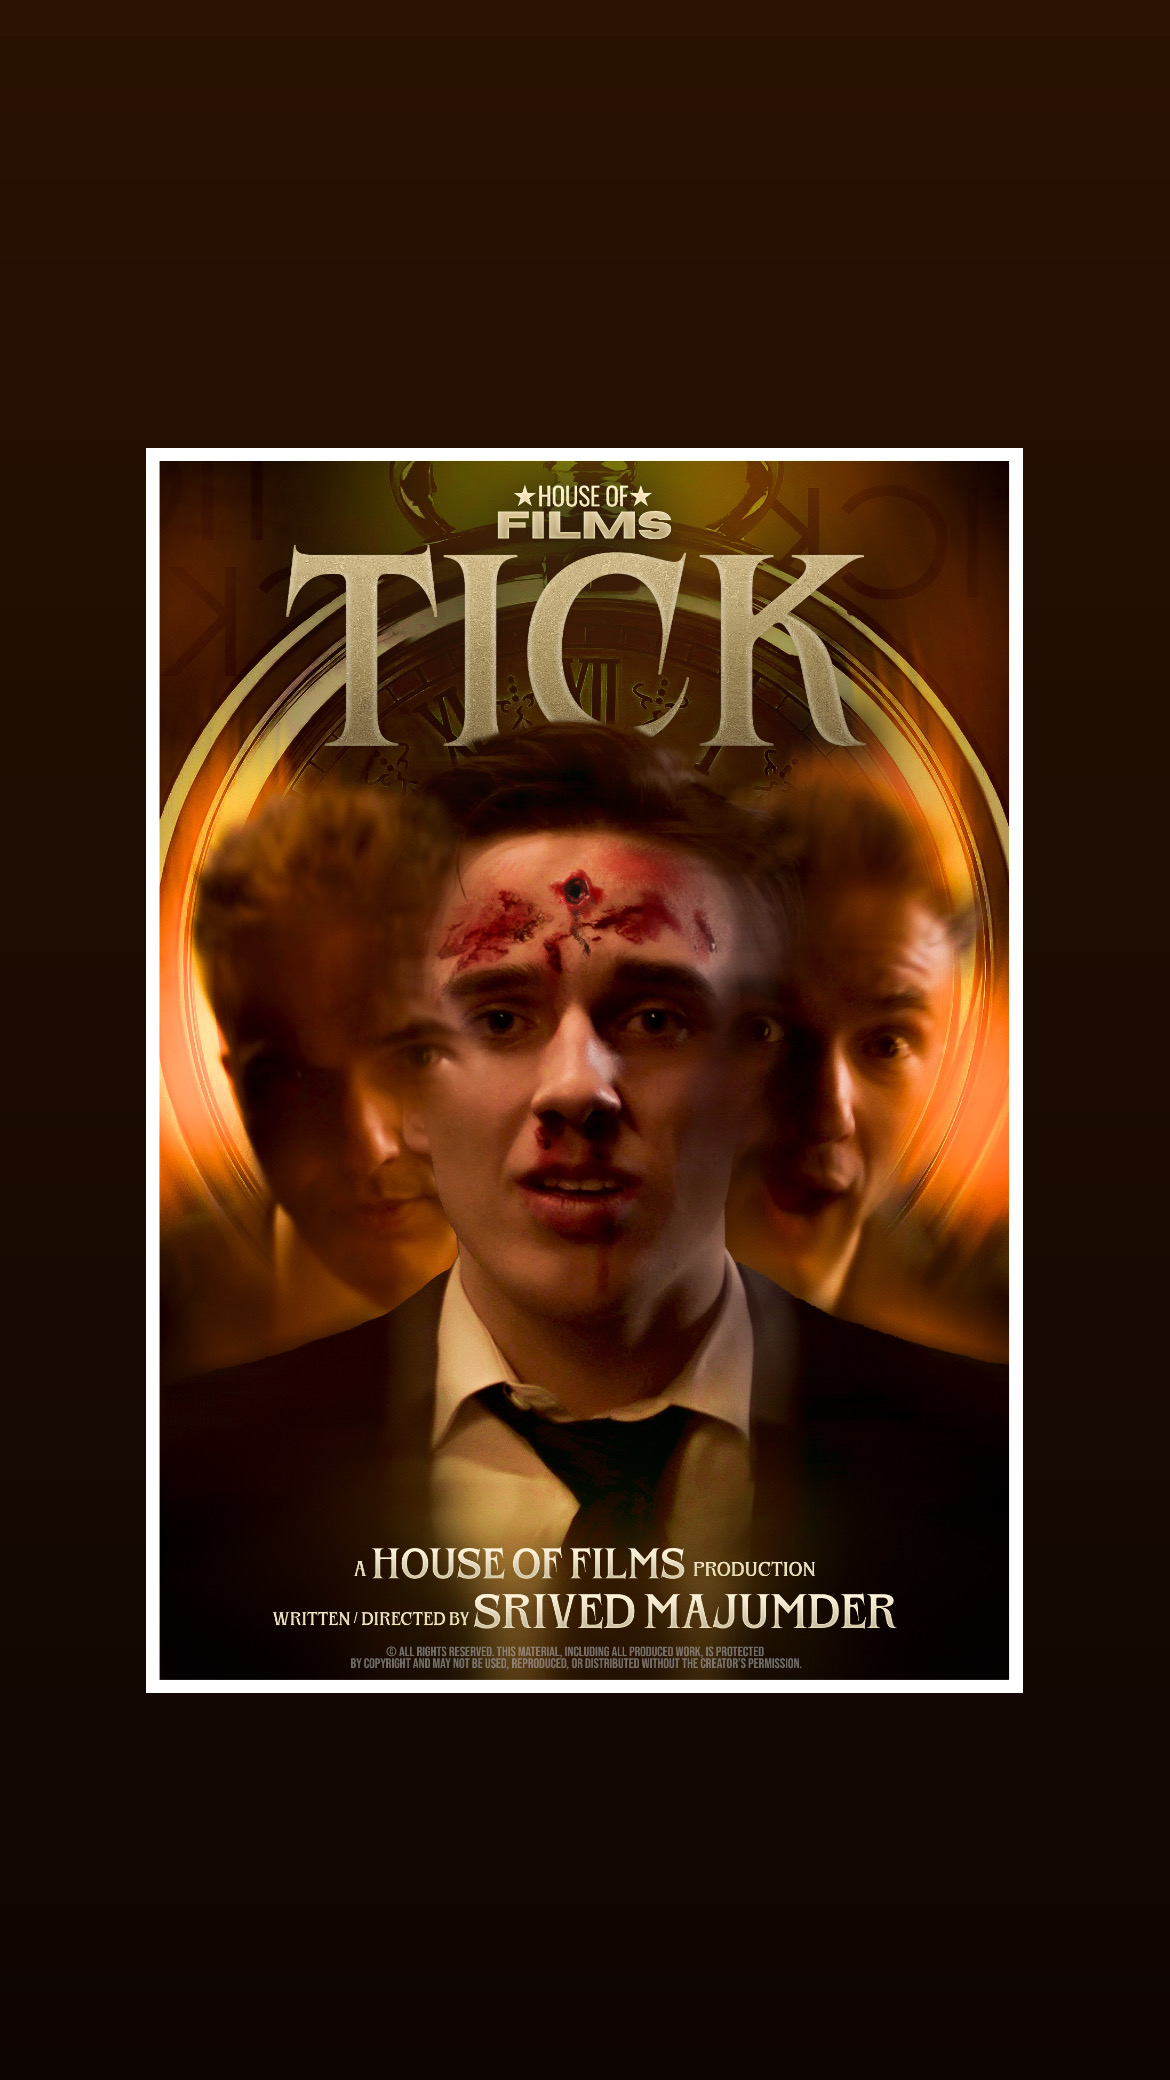 ★HOUSE OF★
FILMS
TICK
XII
A HOUSE OF FILMS PRODUCTION
WRITTEN / DIRECTED BY SRIVED MAJUMDER
© ALL RIGHTS RESERVED. THIS MATERIAL, INCLUDING ALL PRODUCED WORK, IS PROTECTED
BY COPYRIGHT AND MAY NOT BE USED, REPRODUCED, OR DISTRIBUTED WITHOUT THE CREATOR'S PERMISSION.